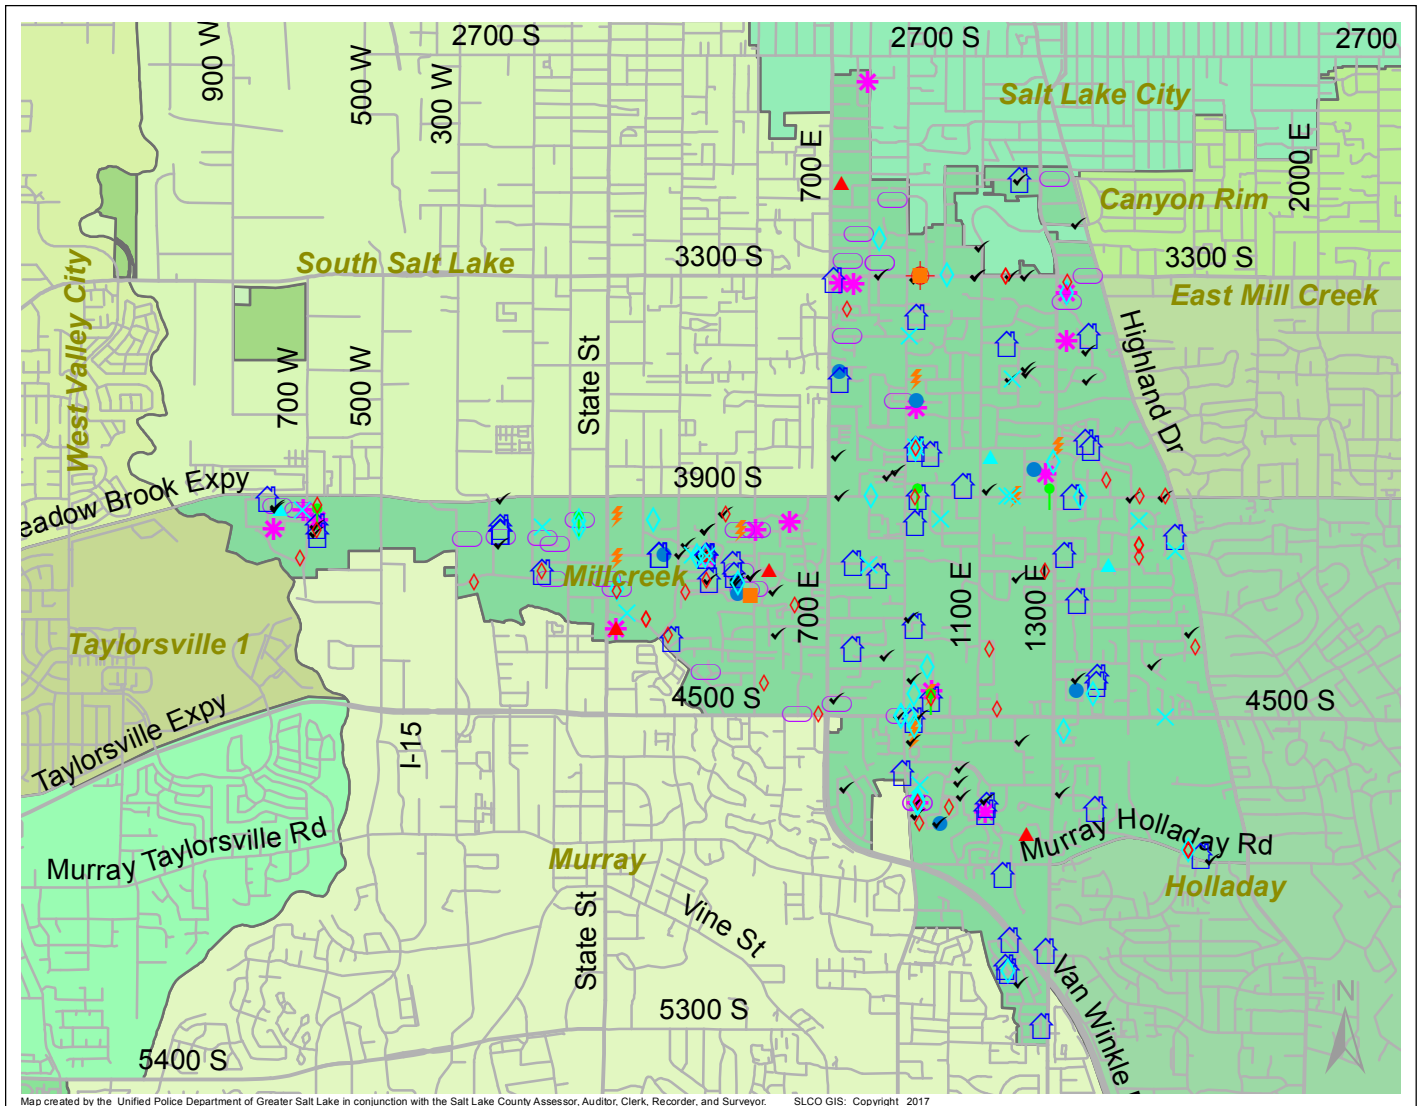 2700 S
2700 S
2700
900 W
500 W
300 W
Salt Lake City
700 E
2000 E
Canyon Rim
3300 S
3300 S
South Salt Lake
West Valley City
East Mill Creek
Highland Dr
700 W
500 W
State St
3900 S
eadow Brook Expy
Millcreek
700 E
1100 E
1300 E
Taylorsville 1
4500 S
4500 S
Taylorsville Expy
I-15
Murray Taylorsville Rd
Murray Holladay Rd
Murray
Holladay
State St
Vine St
Van Winkle
5300 S
N
5400 S
Map created by the Unified Police Department of Greater Salt Lake in conjunction with the Salt Lake County Assessor, Auditor, Clerk, Recorder, and Surveyor. SLCO GIS: Copyright 2017